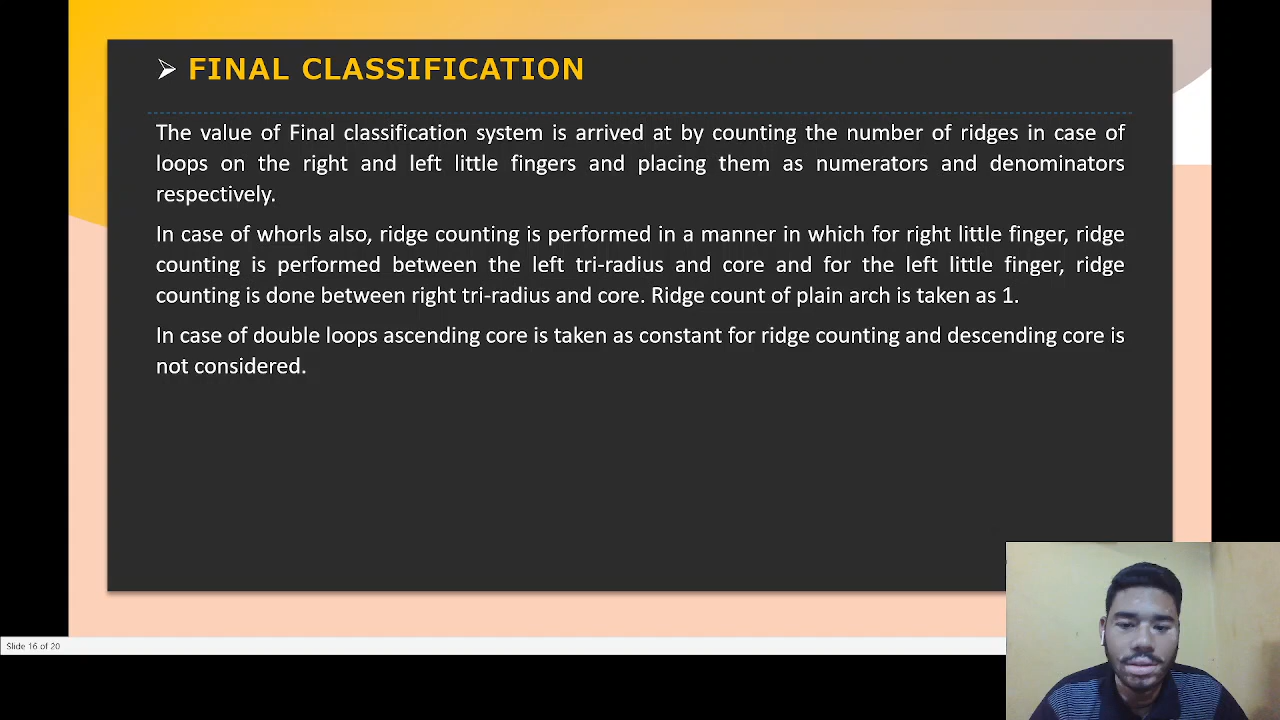 FINAL CLASSIFICATION
The value of Final classification system is arrived at by counting the number of ridges in case of
loops on the right and left little fingers and placing them as numerators and denominators
respectively.
In case of whorls also, ridge counting is performed in a manner in which for right little finger, ridge
counting is performed between the left tri-radius and core and for the left little finger, ridge
counting is done between right tri-radius and core. Ridge count of plain arch is taken as 1.
In case of double loops ascending core is taken as constant for ridge counting and descending core is
not considered.
Slide 16 of 20